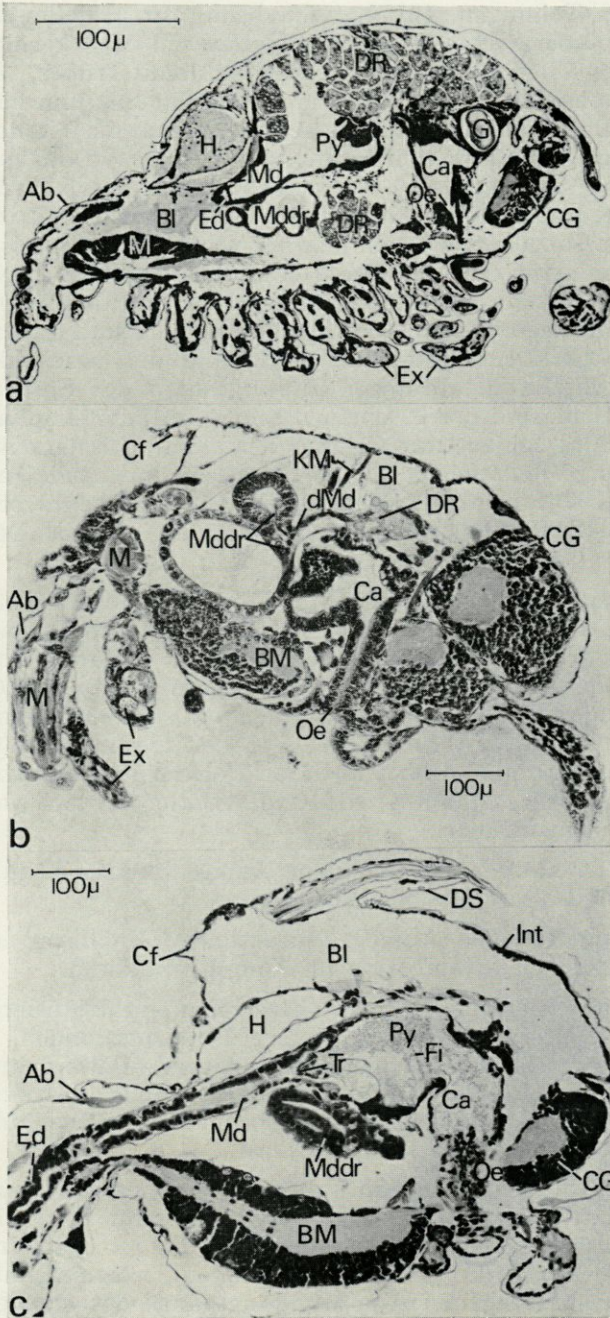 100µ
DR
H
Py
G
Md
Ca
Ab
Bl
Ed
Mddr
DR
Oe
CG
M
Ex
a
Cf
KM
Bl
dMd
DR
Mddr
CG
M
Ca
Ab
BM
M
Oe
Ex
100µ
b
100µ
DS
Int
Cf
Bl
H
Py
Fi
Tr
Ab
Ca
Md
Ed
Mddr
Oe
CG
BM
c